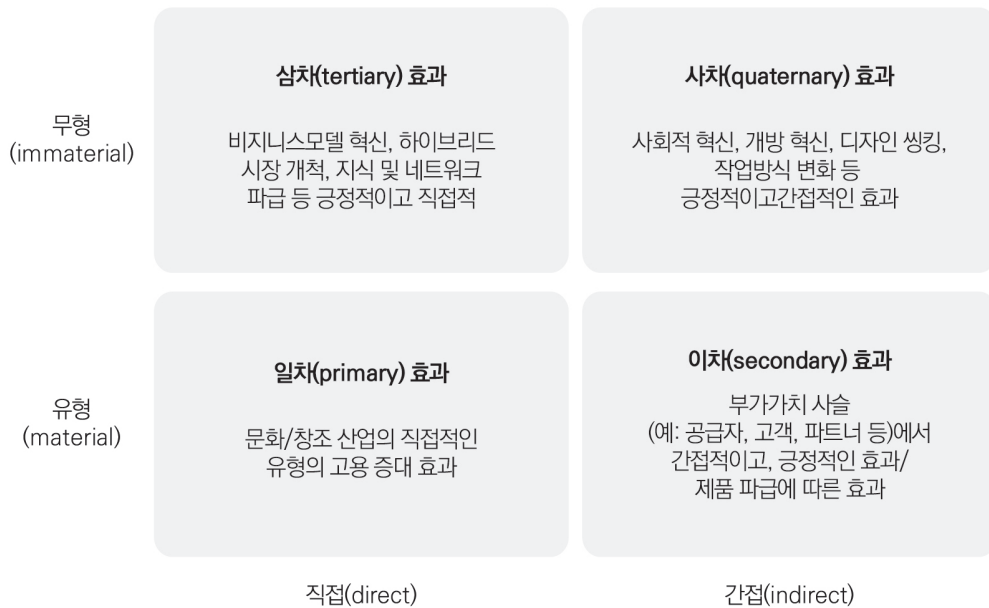 무형
(immaterial)
삼차(tertiary) 효과
비지니스모델 혁신, 하이브리드
시장 개척, 지식 및 네트워크
파급 등 긍정적이고 직접적
사차(quaternary) 효과
사회적 혁신, 개방 혁신, 디자인 씽킹,
작업방식 변화 등
긍정적이고간접적인 효과
유형
(material)
일차(primary) 효과
문화/창조 산업의 직접적인
유형의 고용 증대 효과
이차(secondary) 효과
부가가치 사슬
(예: 공급자, 고객, 파트너 등)에서
간접적이고, 긍정적인 효과/
제품 파급에 따른 효과
직접(direct)
간접(indirect)